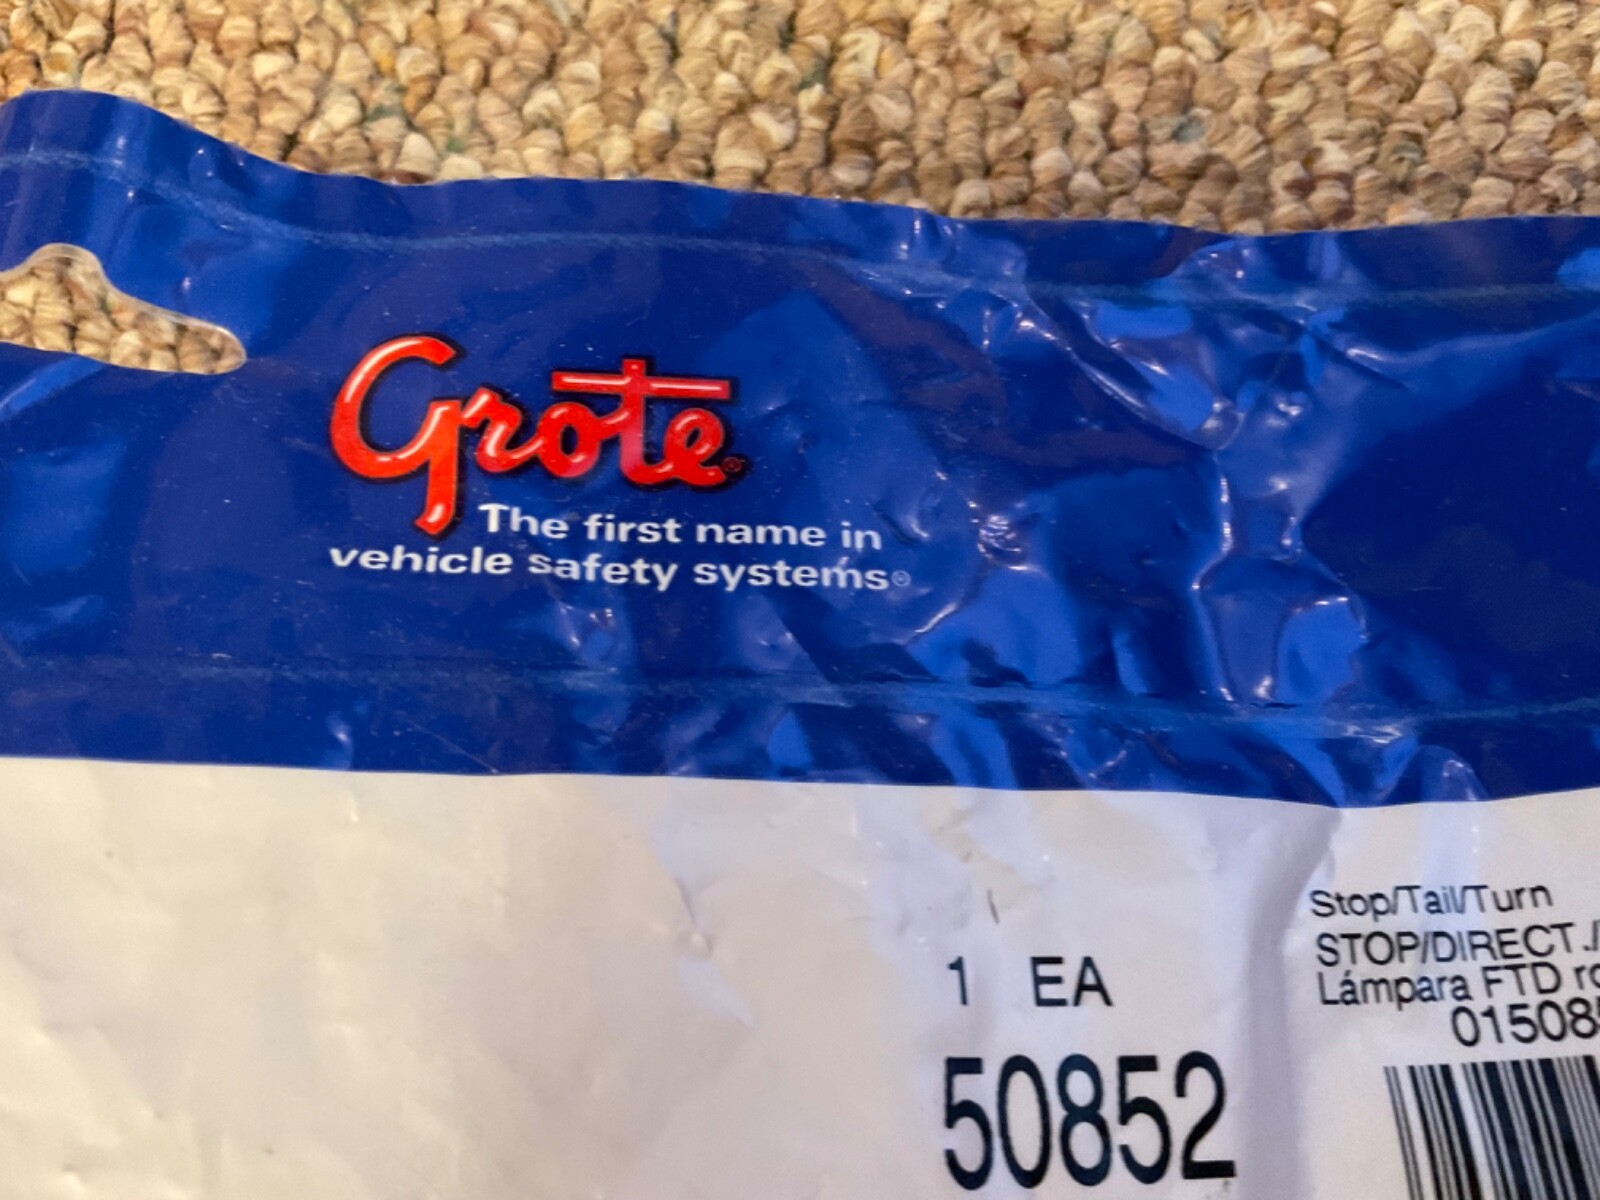 Grote®
The first name in
vehicle safety systems®
Stop/Tail/Turn
STOP/DIRECT./
Lámpara FTD
1 EA
50852